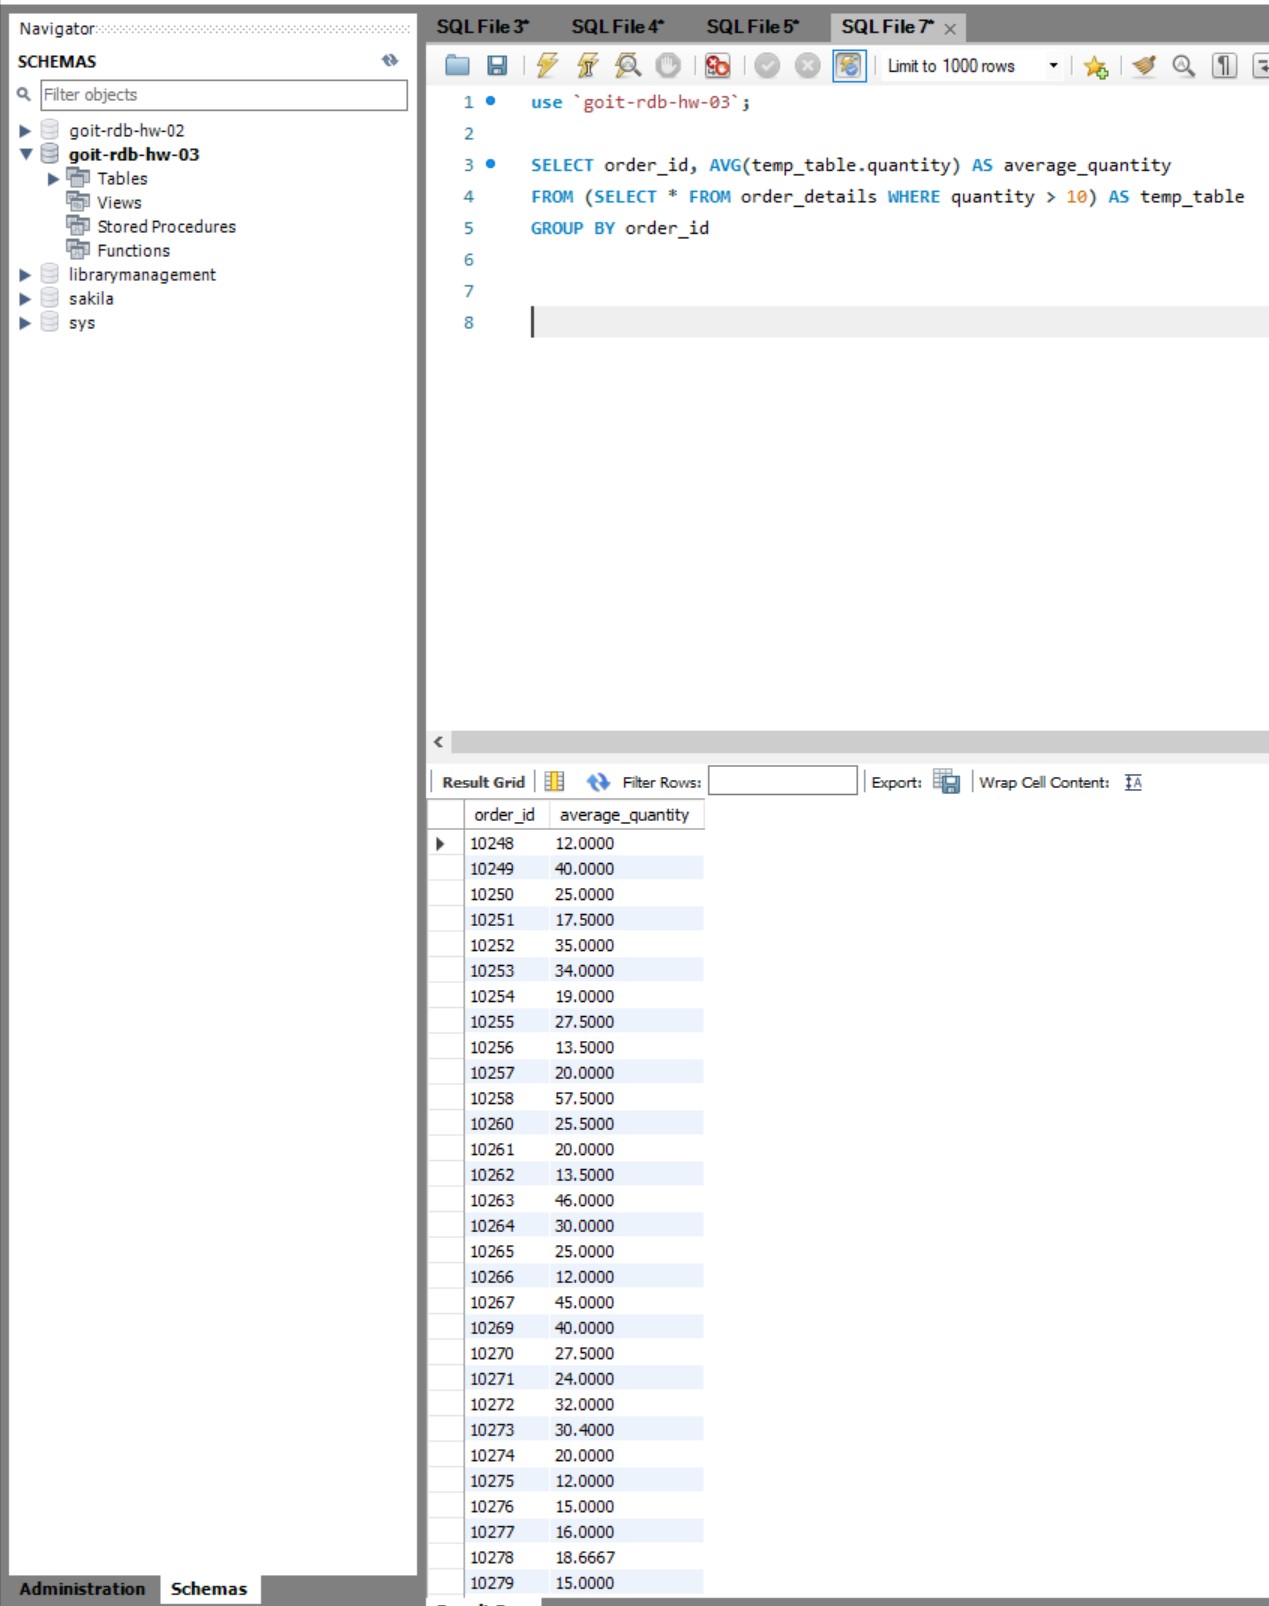 Navigator
SCHEMAS
Filter objects
goit-rdb-hw-02
goit-rdb-hw-03
Tables
Views
Stored Procedures
Functions
librarymanagement
sakila
sys
Administration Schemas
SQL File 3* SQL File 4* SQL File 5* SQL File 7*
Limit to 1000 rows
1 use `goit-rdb-hw-03`;
2
3 SELECT order_id, AVG(temp_table.quantity) AS average_quantity
4 FROM (SELECT * FROM order_details WHERE quantity > 10) AS temp_table
5 GROUP BY order_id
6
7
8
Result Grid Filter Rows: Export: Wrap Cell Content:
order_id average_quantity
10248 12.0000
10249 40.0000
10250 25.0000
10251 17.5000
10252 35.0000
10253 34.0000
10254 19.0000
10255 27.5000
10256 13.5000
10257 20.0000
10258 57.5000
10260 25.5000
10261 20.0000
10262 13.5000
10263 46.0000
10264 30.0000
10265 25.0000
10266 12.0000
10267 45.0000
10269 40.0000
10270 27.5000
10271 24.0000
10272 32.0000
10273 30.4000
10274 20.0000
10275 12.0000
10276 15.0000
10277 16.0000
10278 18.6667
10279 15.0000